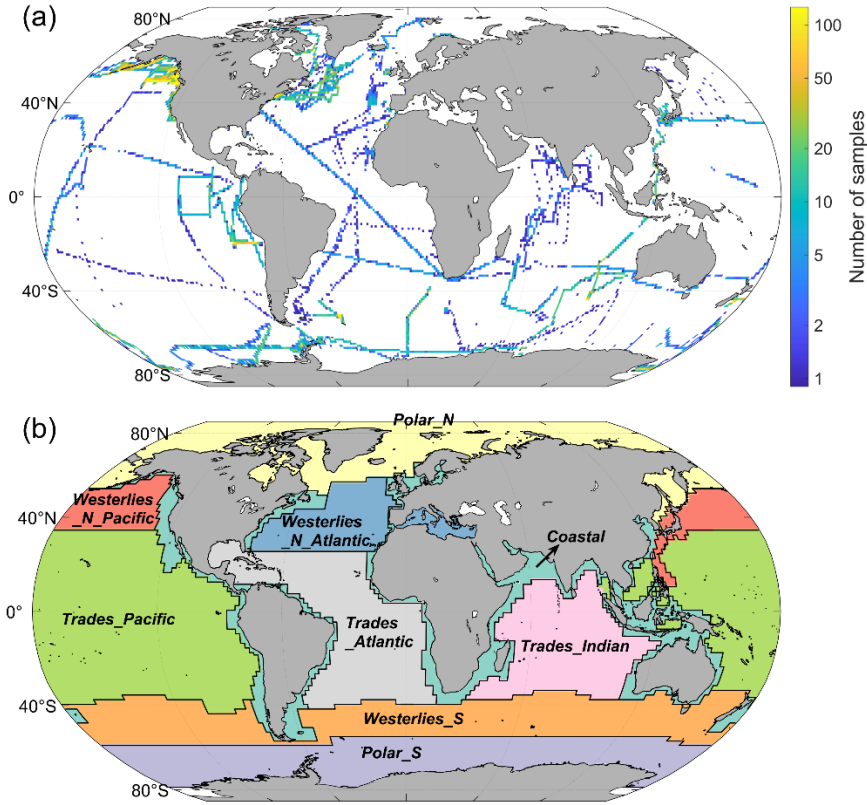 (a)
80°N
40°N
0°
40°S
80°S
100
50
20
10
5
2
1
Number of samples
(b)
Polar_N
80°N
Westerlies
_N_Pacific
40°N
Westerlies
_N_Atlantic
Coastal
Trades_Pacific
0°
Trades
_Atlantic
Trades_Indian
40°S
Westerlies_S
Polar_S
80°S